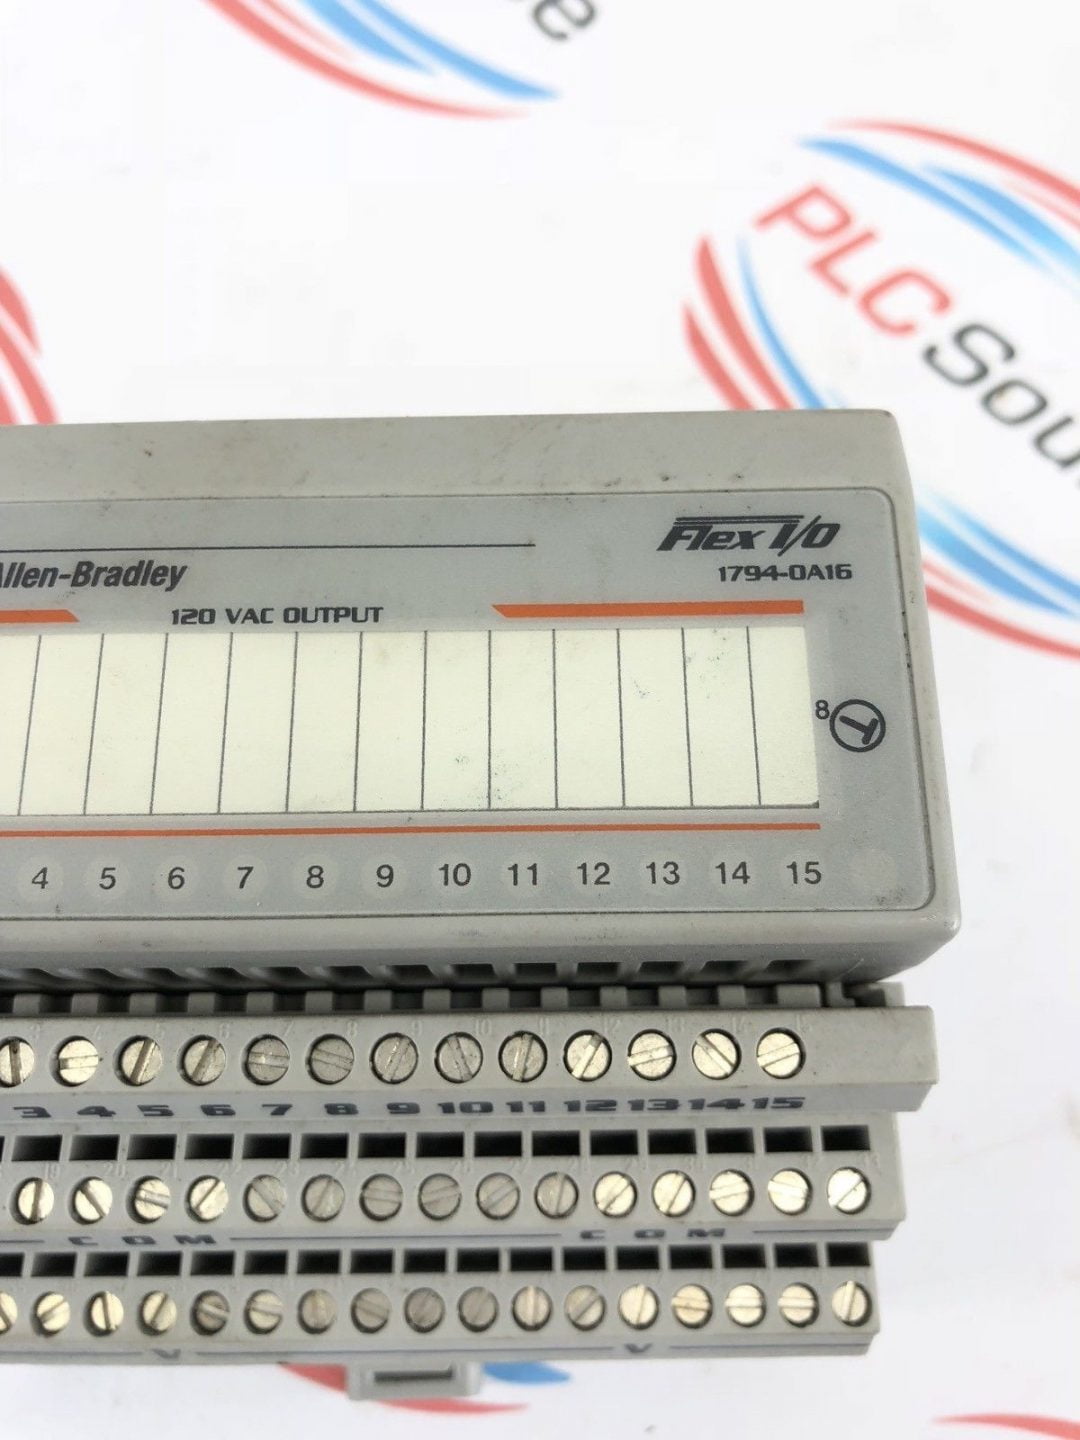 PLC Sou
Flex I/O
Allen-Bradley
1794-OA16
120 VAC OUTPUT
8
4 5 6 7 8 9 10 11 12 13 14 15
3 4 5 6 7 8 9 10 11 12 13 14 15
COM COM
V V